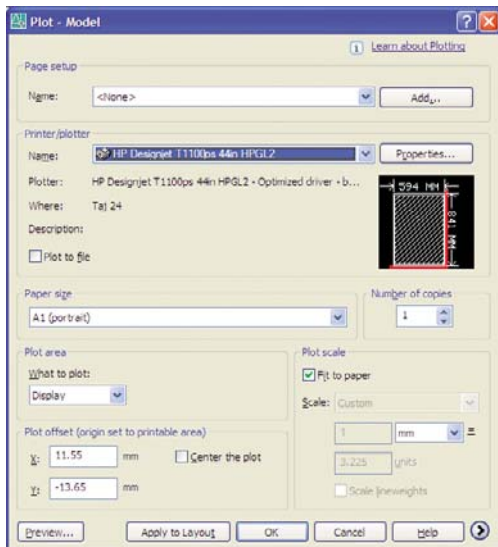 Plot - Model
Learn about Plotting
Page setup
Name: <None> Add...
Printer/plotter
Name: HP Designjet T1100ps 44in HPGL2 Properties...
Plotter: HP Designjet T1100ps 44in HPGL2 - Optimized driver - b...
Where: Taj 24
Description:
Plot to file
594 MM
841 MM
Paper size
A1 (portrait)
Number of copies
1
Plot area
What to plot:
Display
Plot scale
Fit to paper
Scale: Custom
1 mm =
3.225 units
Scale lineweights
Plot offset (origin set to printable area)
X: 11.55 mm Center the plot
Y: -13.65 mm
Preview... Apply to Layout OK Cancel Help